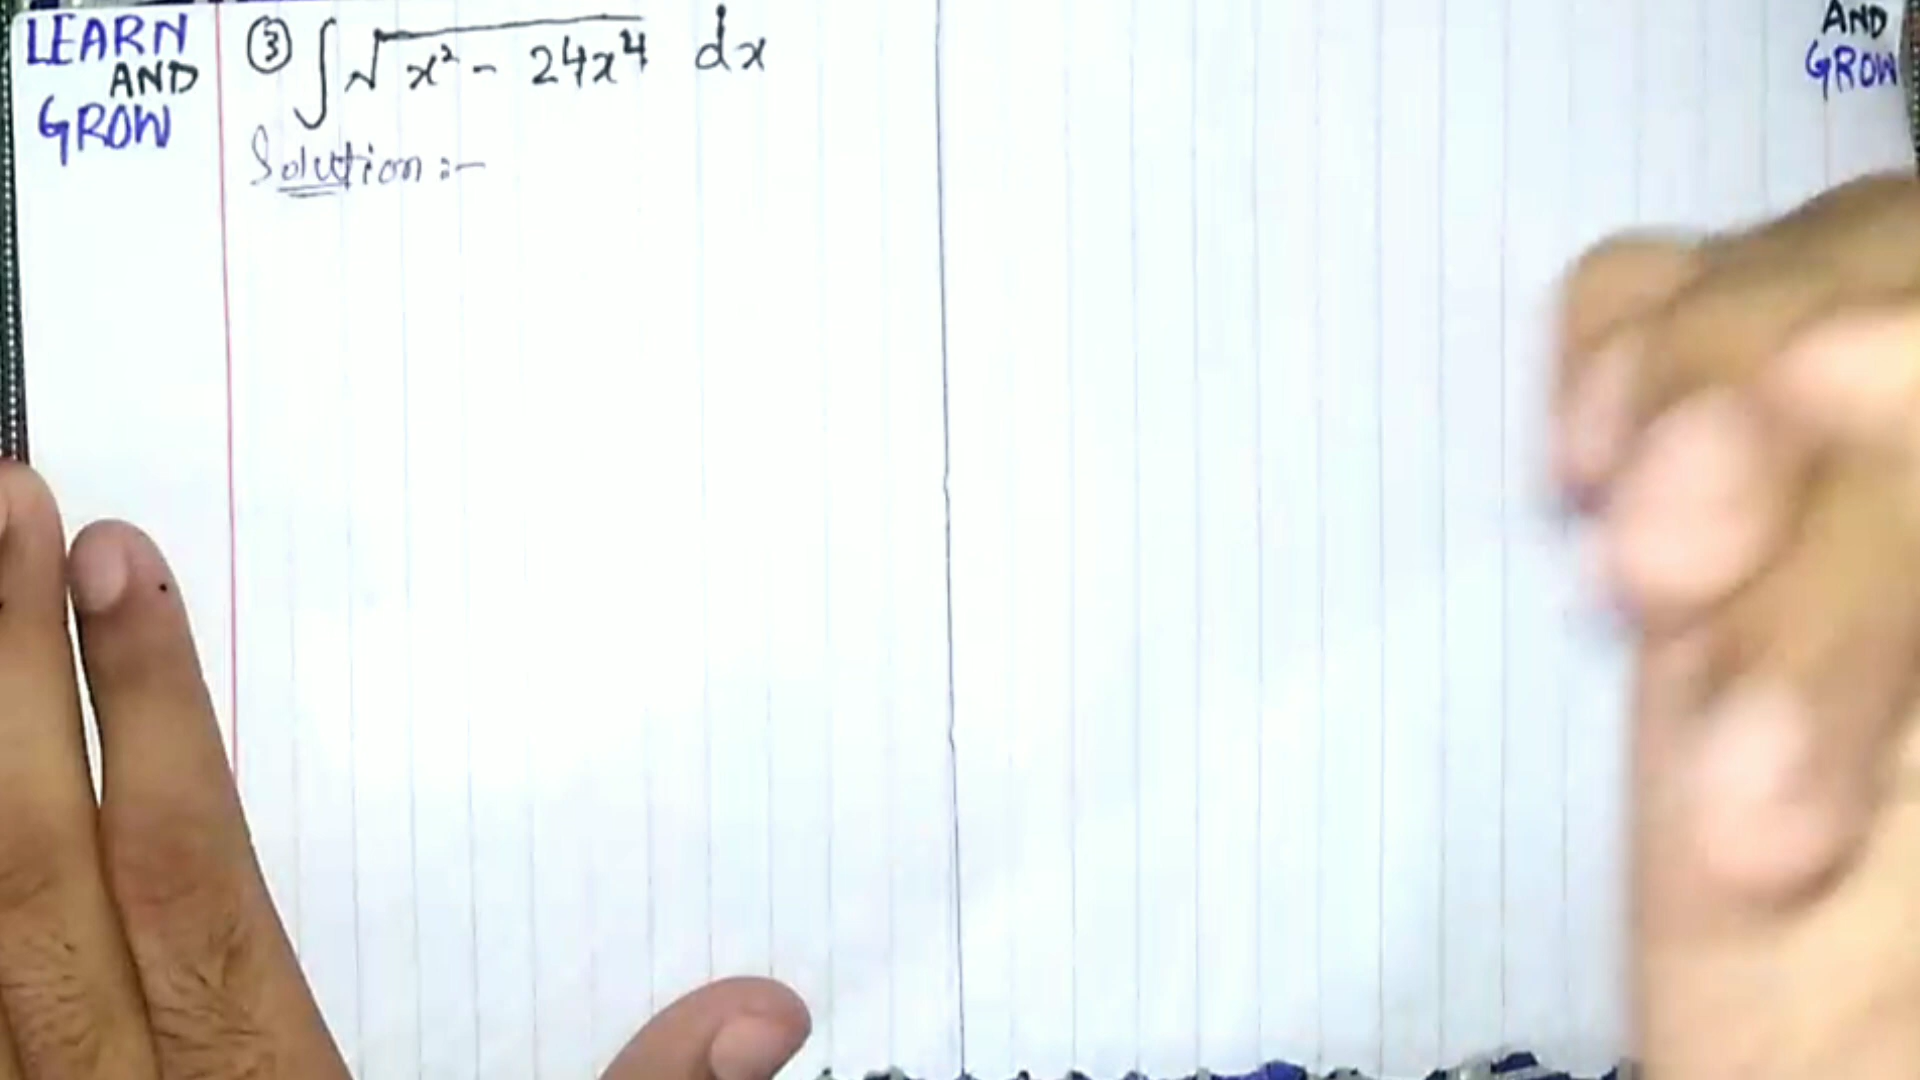 LEARN
AND
GROW
③ ∫ √x² - 24x⁴ dx
Solution :-
AND
GROW